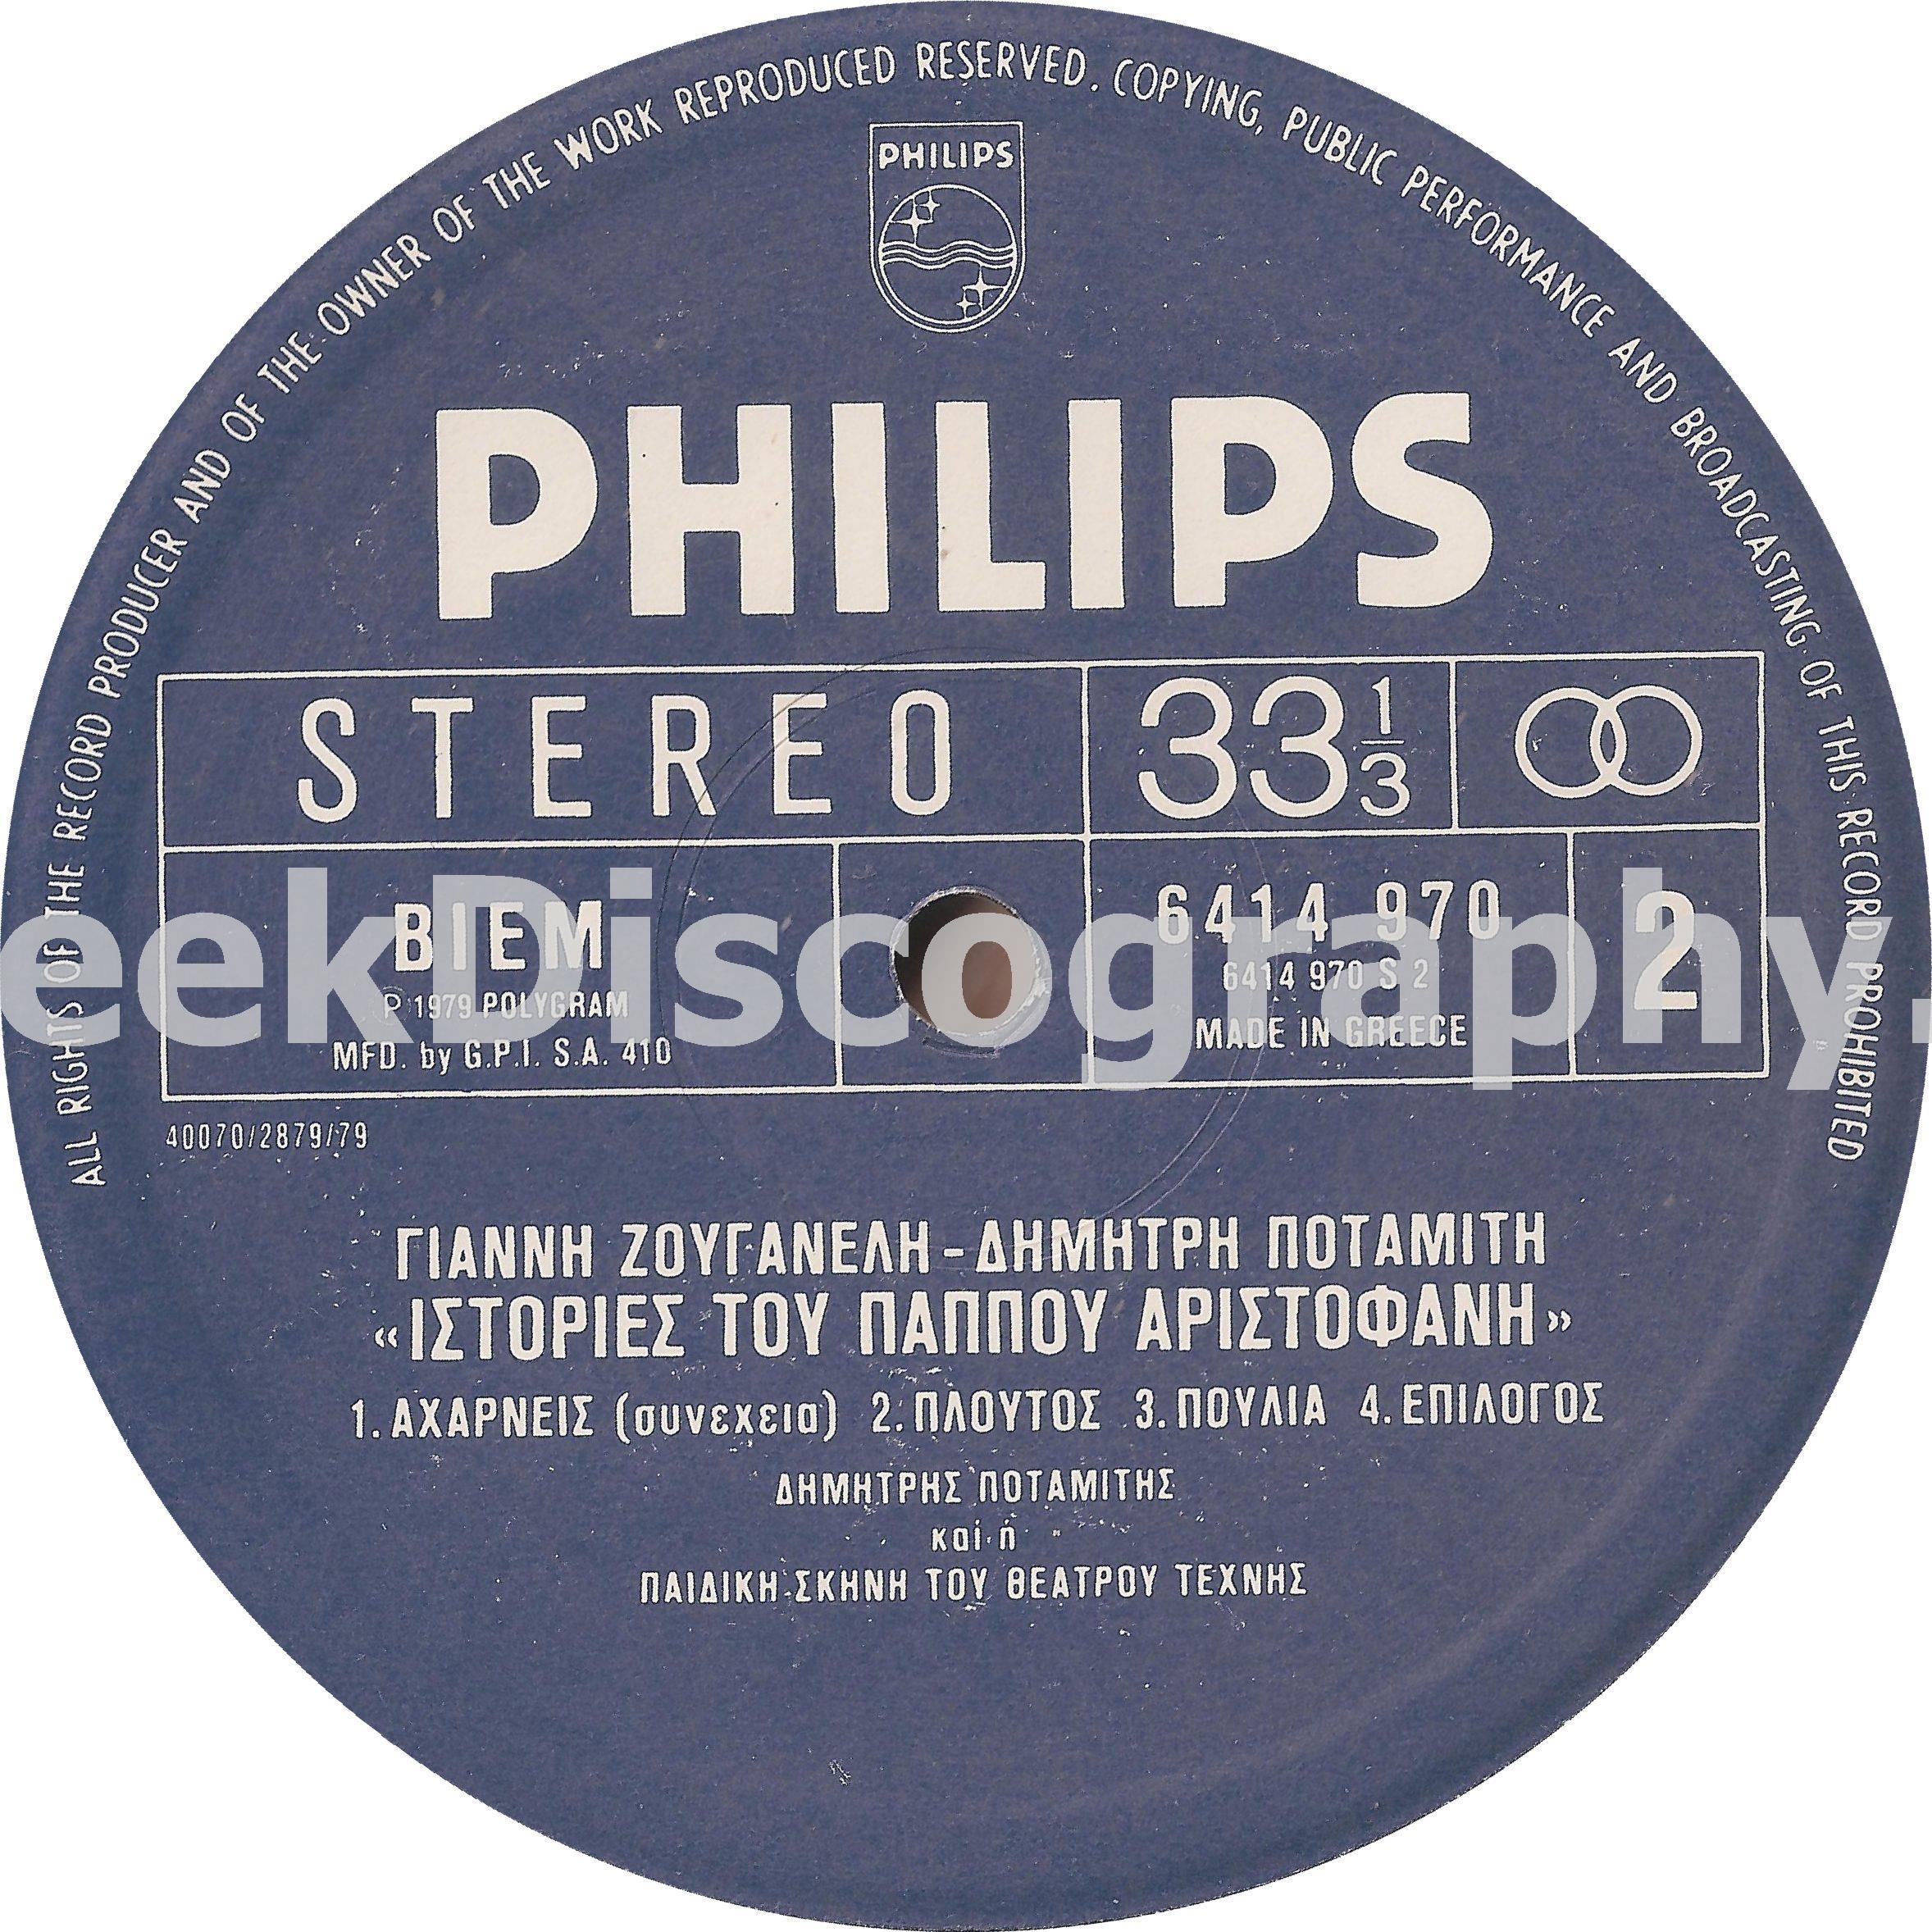 ALL RIGHTS OF THE RECORD PRODUCER AND OF THE OWNER OF THE WORK REPRODUCED RESERVED. COPYING, PUBLIC PERFORMANCE AND BROADCASTING OF THIS RECORD PROHIBITED
PHILIPS
PHILIPS
STEREO 33 1/3
BIEM 6414 970 2
℗ 1979 POLYGRAM 6414 970 S 2
MFD. by G.P.I. S.A. 410 MADE IN GREECE
eekDiscography.
40070/2879/79
ΓΙΑΝΝΗ ΖΟΥΓΑΝΕΛΗ - ΔΗΜΗΤΡΗ ΠΟΤΑΜΙΤΗ
«ΙΣΤΟΡΙΕΣ ΤΟΥ ΠΑΠΠΟΥ ΑΡΙΣΤΟΦΑΝΗ»
1. ΑΧΑΡΝΕΙΣ (συνεχεια) 2. ΠΛΟΥΤΟΣ 3. ΠΟΥΛΙΑ 4. ΕΠΙΛΟΓΟΣ
ΔΗΜΗΤΡΗΣ ΠΟΤΑΜΙΤΗΣ
καί ἡ
ΠΑΙΔΙΚΗ ΣΚΗΝΗ ΤΟΥ ΘΕΑΤΡΟΥ ΤΕΧΝΗΣ